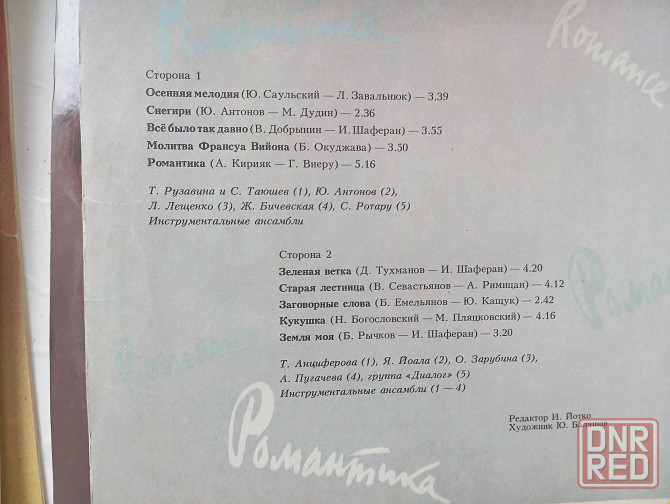 Романтика
Romance
Сторона 1
Осенняя мелодия (Ю. Саульский — Л. Завальнюк) — 3.39
Снегири (Ю. Антонов — М. Дудин) — 2.36
Всё было так давно (В. Добрынин — И. Шаферан) — 3.55
Молитва Франсуа Вийона (Б. Окуджава) — 3.50
Романтика (А. Кирияк — Г. Виеру) — 5.16
Т. Рузавина и С. Таюшев (1), Ю. Антонов (2),
Л. Лещенко (3), Ж. Бичевская (4), С. Ротару (5)
Инструментальные ансамбли
Сторона 2
Зеленая ветка (Д. Тухманов — И. Шаферан) — 4.20
Старая лестница (В. Севастьянов — А. Римицан) — 4.12
Заговорные слова (Б. Емельянов — Ю. Кащук) — 2.42
Кукушка (Н. Богословский — М. Пляцковский) — 4.16
Земля моя (Б. Рычков — И. Шаферан) — 3.20
Т. Анциферова (1), Я. Йоала (2), О. Зарубина (3),
А. Пугачева (4), группа «Диалог» (5)
Инструментальные ансамбли (1—4)
Романтика
Редактор И. Йотко
Художник Ю. Балашов
DNR
RED